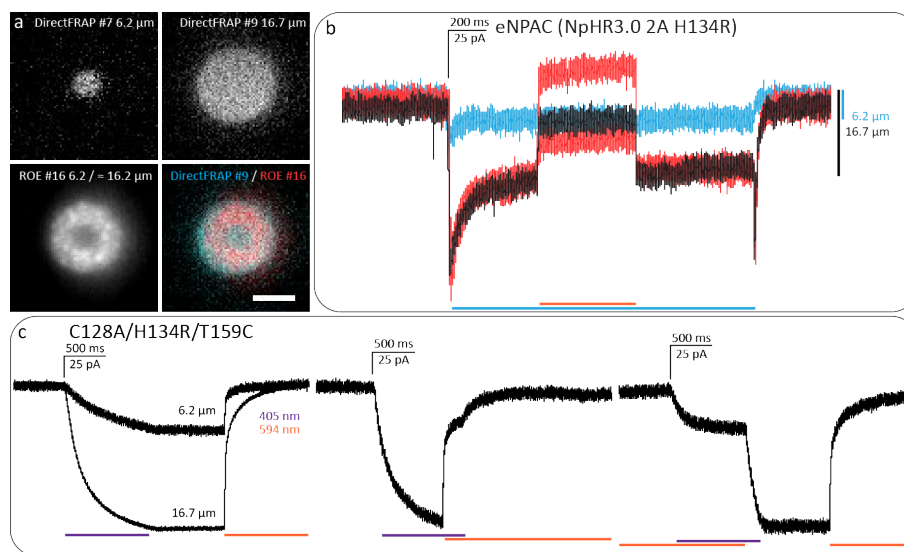 a
DirectFRAP #7 6.2 µm
DirectFRAP #9 16.7 µm
ROE #16 6.2 / ≈ 16.2 µm
DirectFRAP #9 / ROE #16
b
200 ms
25 pA
eNPAC (NpHR3.0 2A H134R)
6.2 µm
16.7 µm
c
C128A/H134R/T159C
500 ms
25 pA
500 ms
25 pA
500 ms
25 pA
6.2 µm
405 nm
594 nm
16.7 µm